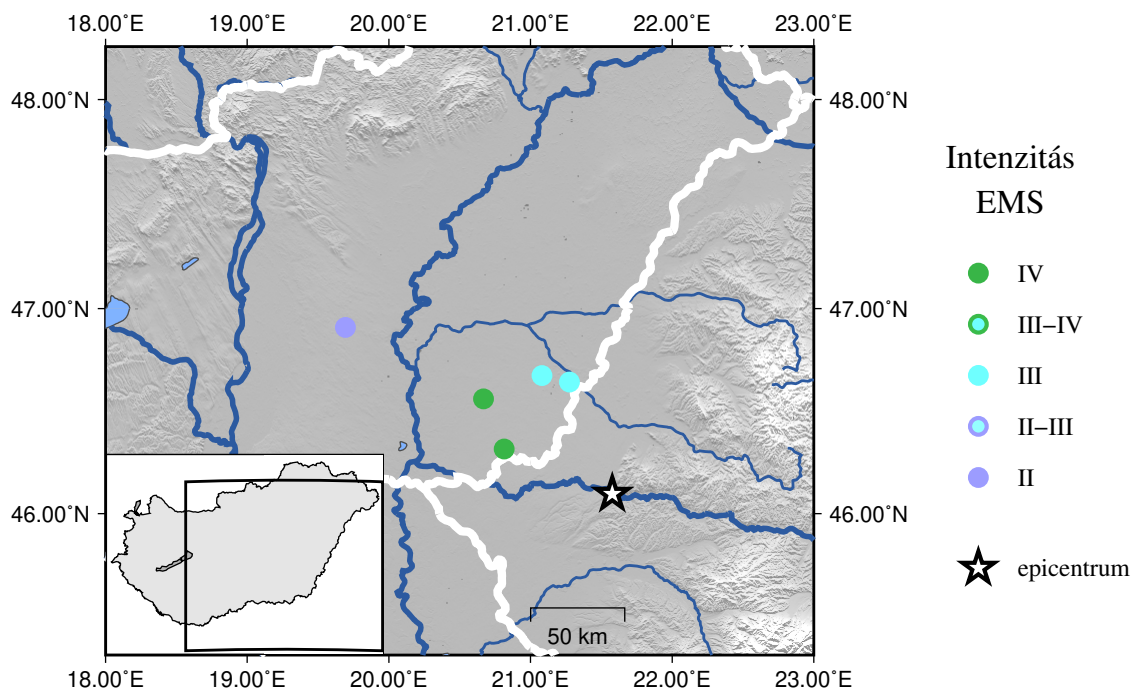 18.00°E 19.00°E 20.00°E 21.00°E 22.00°E 23.00°E
48.00°N 48.00°N
47.00°N 47.00°N
46.00°N 46.00°N
50 km
18.00°E 19.00°E 20.00°E 21.00°E 22.00°E 23.00°E
Intenzitás
EMS
IV
III–IV
III
II–III
II
epicentrum